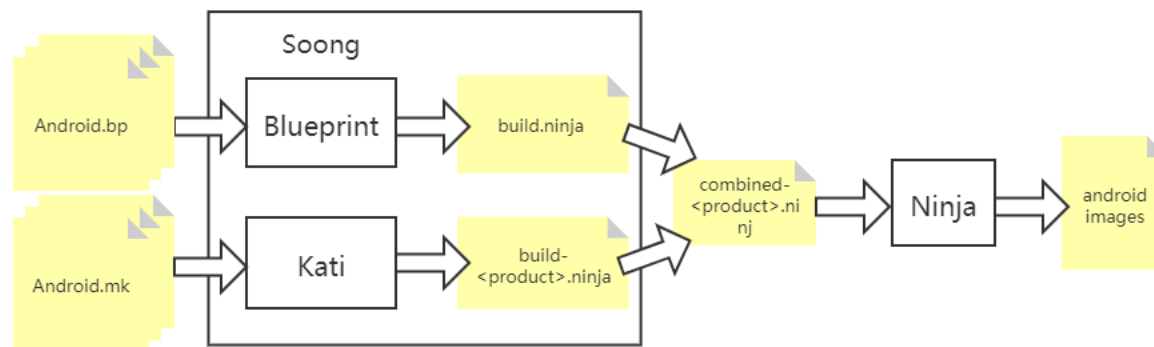 Soong
Android.bp
Blueprint
build.ninja
combined-
<product>.ni
nj
Ninja
android
images
Android.mk
Kati
build-
<product>.ninja